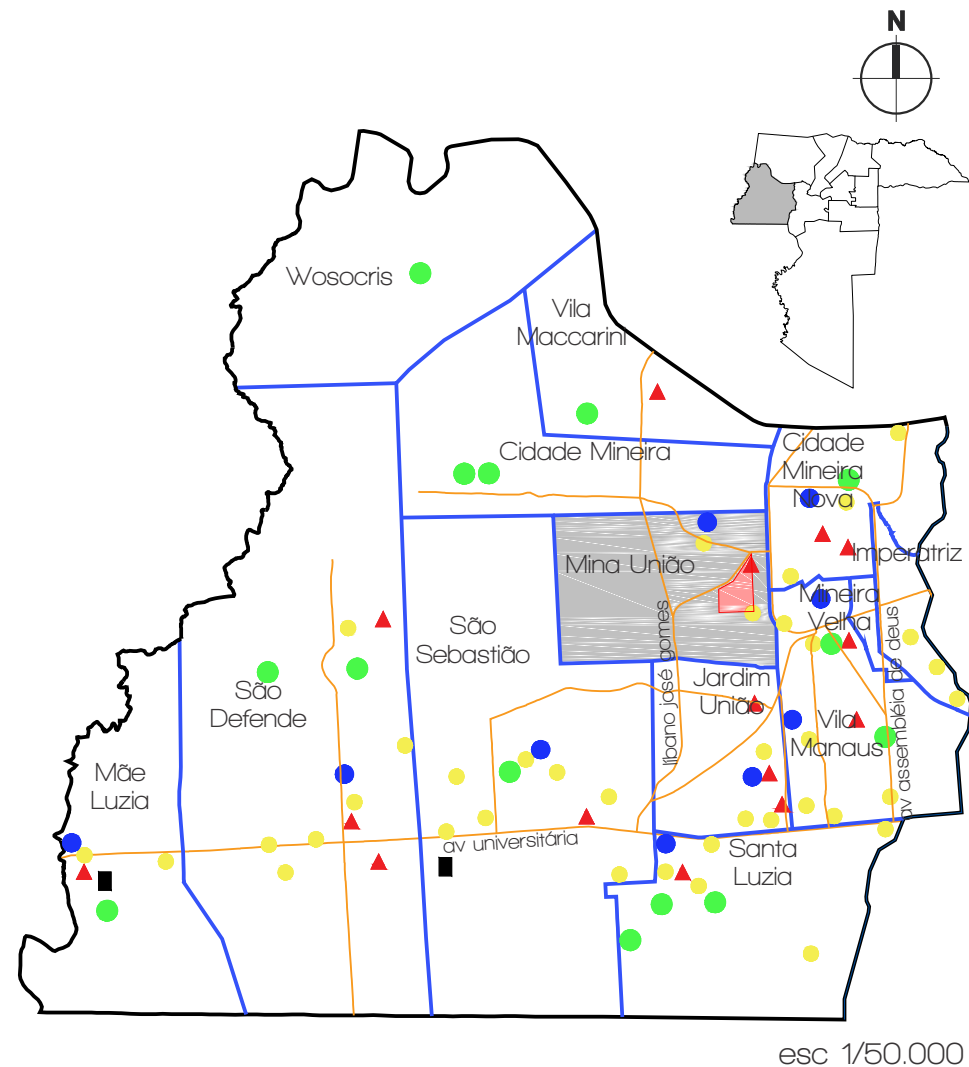 N
Wosocris
Vila
Maccarini
Cidade Mineira
Cidade
Mineira
Nova
Imperatriz
Mina União
Mineira
Velha
São
Sebastião
São
Defende
Jardim
União
Vila
Manaus
Mãe
Luzia
Santa
Luzia
líbano josé gomes
av assembléia de deus
av universitária
esc 1/50.000